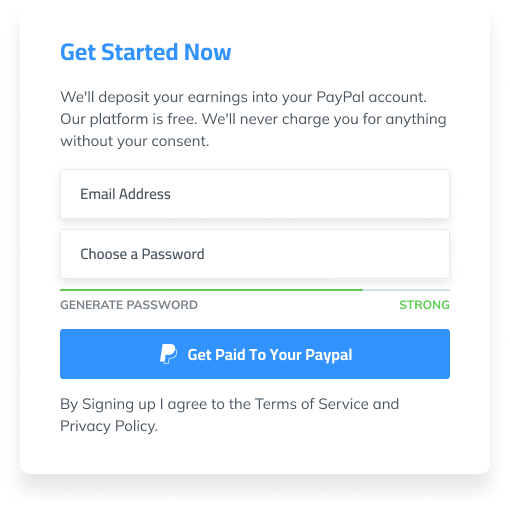 Get Started Now
We'll deposit your earnings into your PayPal account.
Our platform is free. We'll never charge you for anything
without your consent.
Email Address
Choose a Password
GENERATE PASSWORD STRONG
Get Paid To Your Paypal
By Signing up I agree to the Terms of Service and
Privacy Policy.